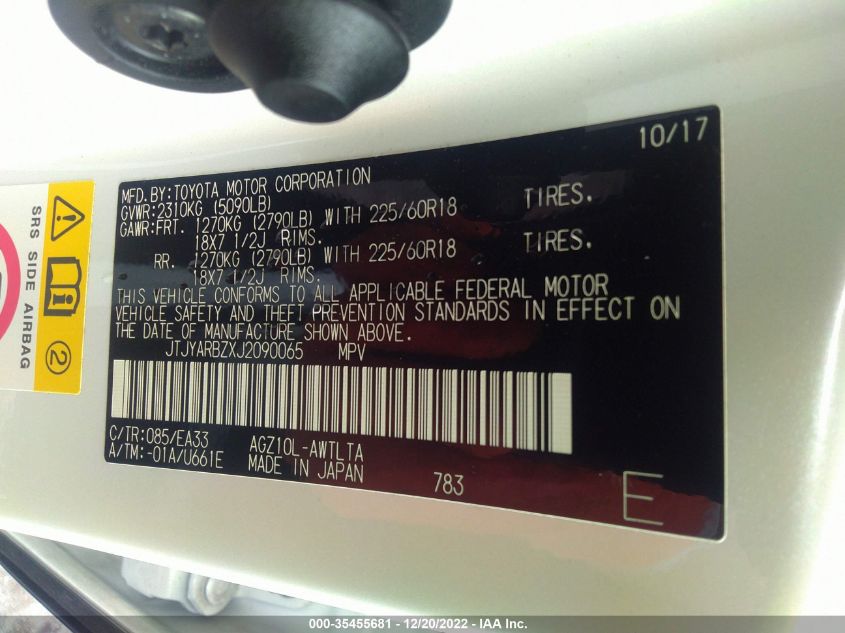 10/17
MFD.BY:TOYOTA MOTOR CORPORATION
GVWR:2310KG (5090LB)
GAWR:FRT. 1270KG (2790LB) WITH 225/60R18 TIRES.
18X7 1/2J RIMS.
RR. 1270KG (2790LB) WITH 225/60R18 TIRES.
18X7 1/2J RIMS.
THIS VEHICLE CONFORMS TO ALL APPLICABLE FEDERAL MOTOR
VEHICLE SAFETY AND THEFT PREVENTION STANDARDS IN EFFECT ON
THE DATE OF MANUFACTURE SHOWN ABOVE.
JTJYARBZXJ2090065 MPV
C/TR:085/EA33 AGZ10L-AWTLTA
A/TM:-01A/U661E MADE IN JAPAN 783 E
SRS SIDE AIRBAG
2
000-35455681 - 12/20/2022 - IAA Inc.